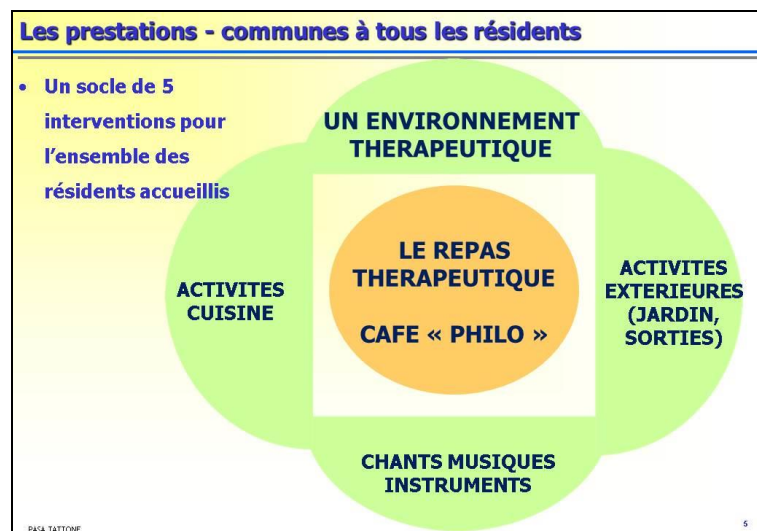 Les prestations - communes à tous les résidents
• Un socle de 5
interventions pour
l'ensemble des
résidents accueillis
UN ENVIRONNEMENT
THERAPEUTIQUE
LE REPAS
THERAPEUTIQUE
CAFE « PHILO »
ACTIVITES
CUISINE
ACTIVITES
EXTERIEURES
(JARDIN,
SORTIES)
CHANTS MUSIQUES
INSTRUMENTS
PASA TATTONE
5